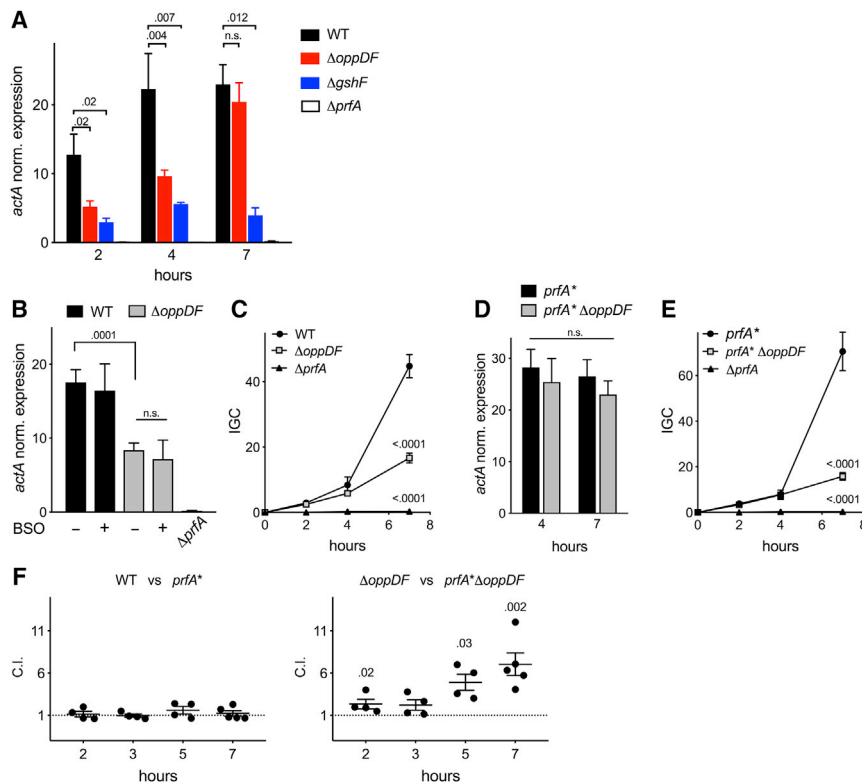 A
WT
ΔoppDF
ΔgshF
ΔprfA
actA norm. expression
20
10
0
.02
.02
.007
.004
.012
n.s.
2 4 7
hours
B
WT ΔoppDF
actA norm. expression
20
10
0
.0001
n.s.
BSO – + – + ΔprfA
C
WT
ΔoppDF
ΔprfA
IGC
40
20
0
<.0001
<.0001
0 2 4 6 8
hours
D
prfA*
prfA* ΔoppDF
n.s.
actA norm. expression
30
20
10
0
4 7
hours
E
prfA*
prfA* ΔoppDF
ΔprfA
IGC
60
40
20
0
<.0001
<.0001
0 2 4 6 8
hours
F
WT vs prfA*
C.I.
11
6
1
2 3 5 7
hours
ΔoppDF vs prfA*ΔoppDF
C.I.
11
6
1
.02
.03
.002
2 3 5 7
hours